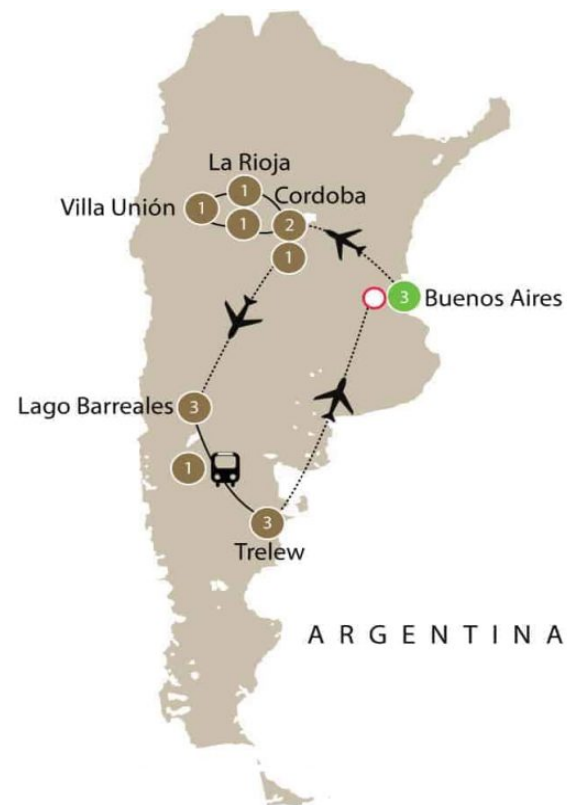 La Rioja
1
Cordoba
Villa Unión
1
1
2
1
3
Buenos Aires
Lago Barreales
3
1
3
Trelew
ARGENTINA